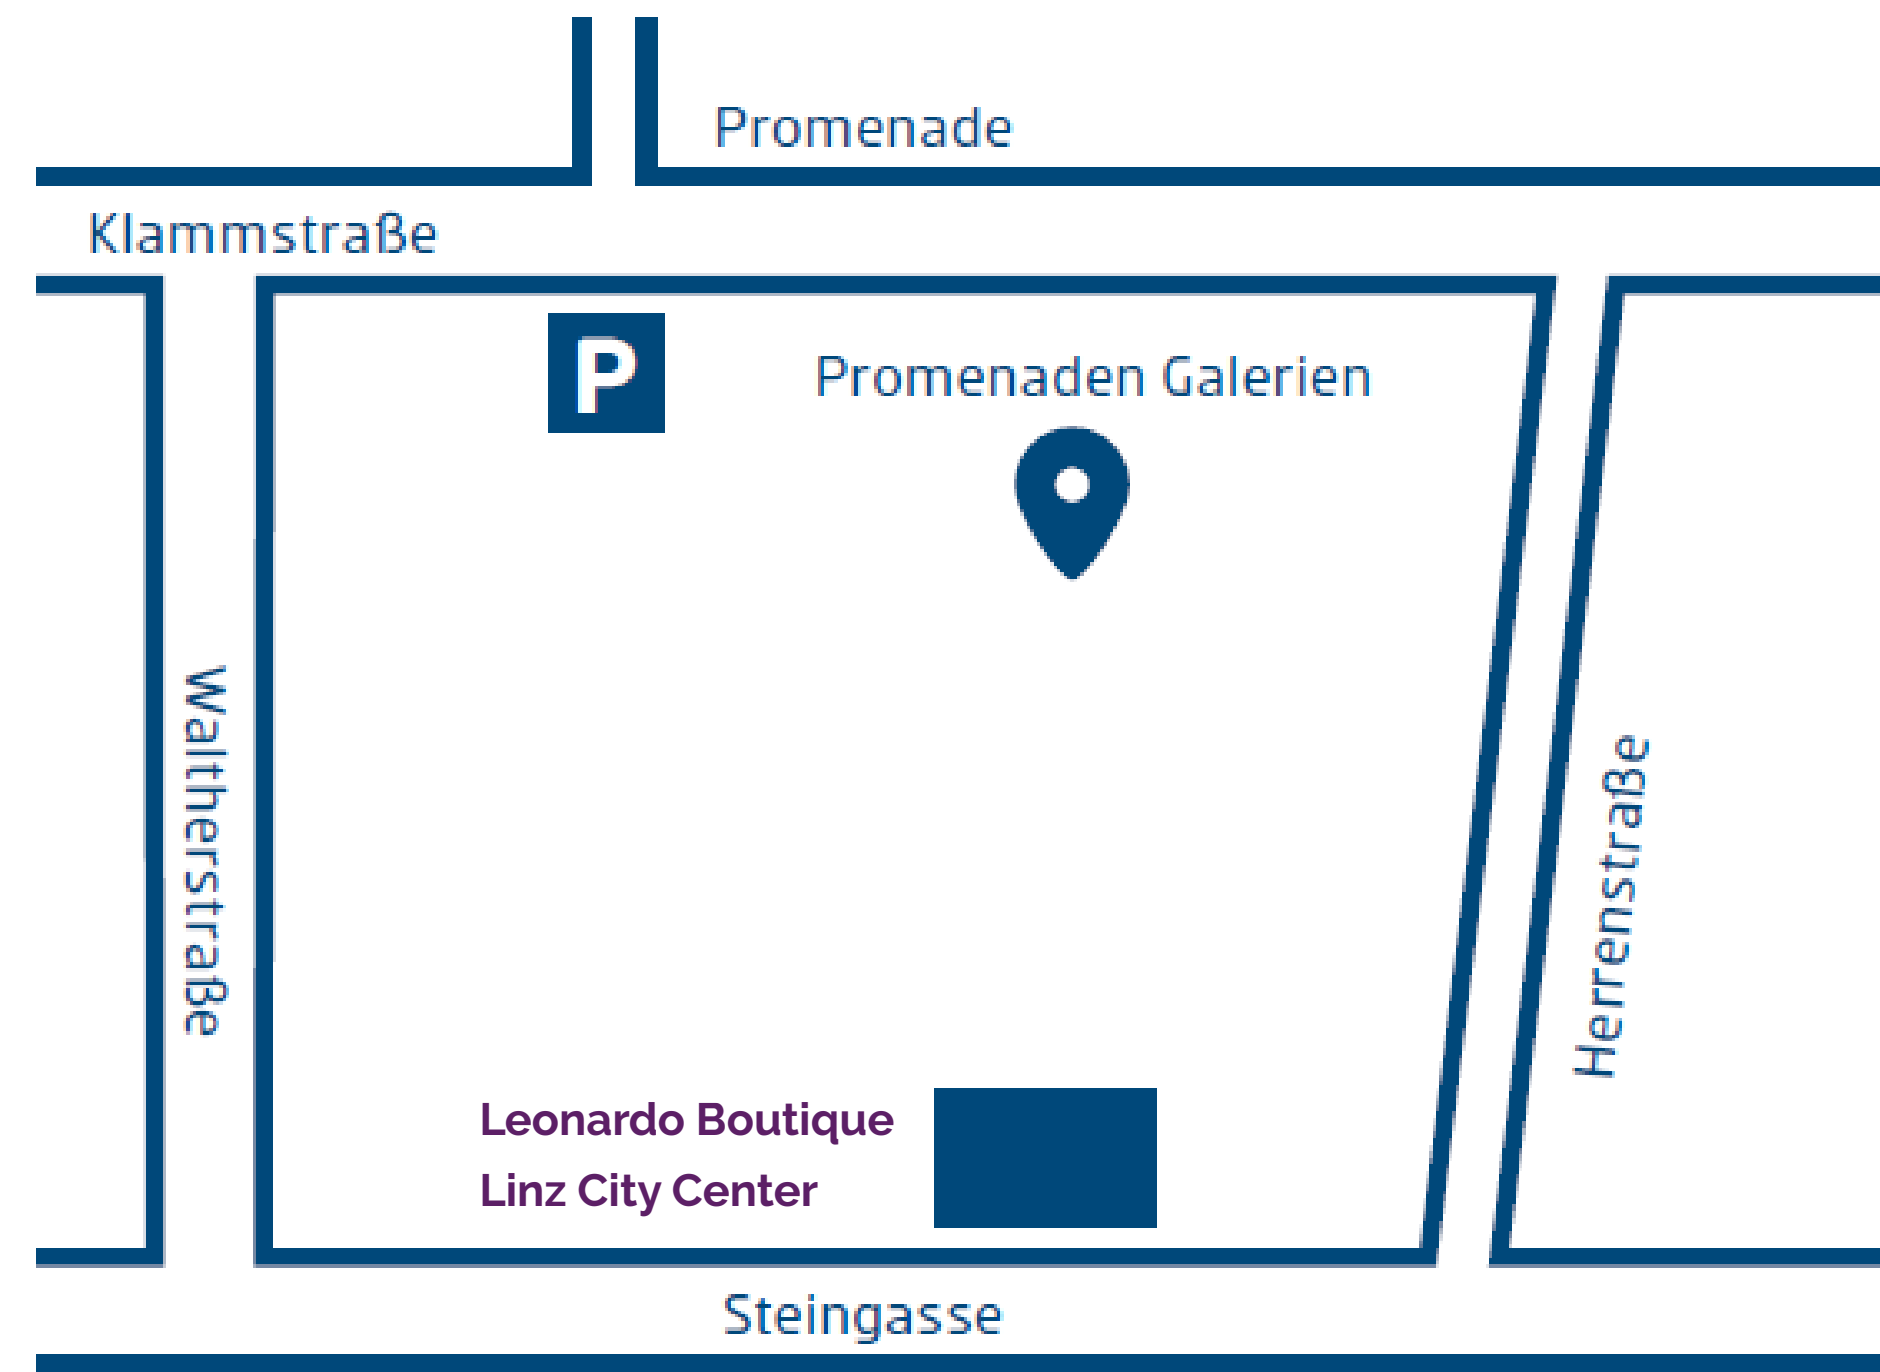 Promenade
Klammstraße
P
Promenaden Galerien
Waltherstraße
Herrenstraße
Leonardo Boutique
Linz City Center
Steingasse